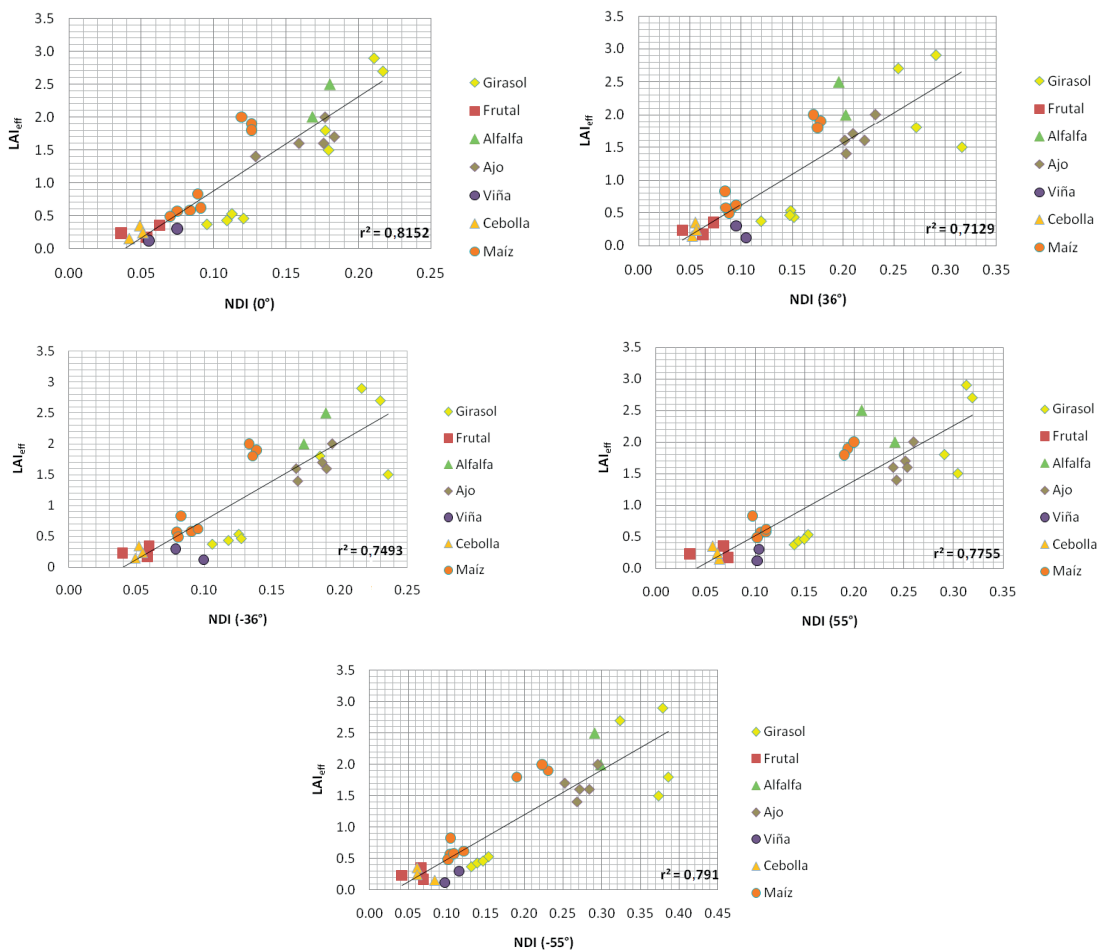 3.5
3.0
2.5
2.0
1.5
1.0
0.5
0.0
LAIeff
0.00 0.05 0.10 0.15 0.20 0.25
NDI (0°)
r² = 0,8152
Girasol
Frutal
Alfalfa
Ajo
Viña
Cebolla
Maíz
3.5
3.0
2.5
2.0
1.5
1.0
0.5
0.0
LAIeff
0.00 0.05 0.10 0.15 0.20 0.25 0.30 0.35
NDI (36°)
r² = 0,7129
Girasol
Frutal
Alfalfa
Ajo
Viña
Cebolla
Maíz
3.5
3
2.5
2
1.5
1
0.5
0
LAIeff
0.00 0.05 0.10 0.15 0.20 0.25
NDI (-36°)
r² = 0,7493
Girasol
Frutal
Alfalfa
Ajo
Viña
Cebolla
Maíz
3.5
3.0
2.5
2.0
1.5
1.0
0.5
0.0
LAIeff
0.00 0.05 0.10 0.15 0.20 0.25 0.30 0.35
NDI (55°)
r² = 0,7755
Girasol
Frutal
Alfalfa
Ajo
Viña
Cebolla
Maíz
3.5
3.0
2.5
2.0
1.5
1.0
0.5
0.0
LAIeff
0.00 0.05 0.10 0.15 0.20 0.25 0.30 0.35 0.40 0.45
NDI (-55°)
r² = 0,791
Girasol
Frutal
Alfalfa
Ajo
Viña
Cebolla
Maíz